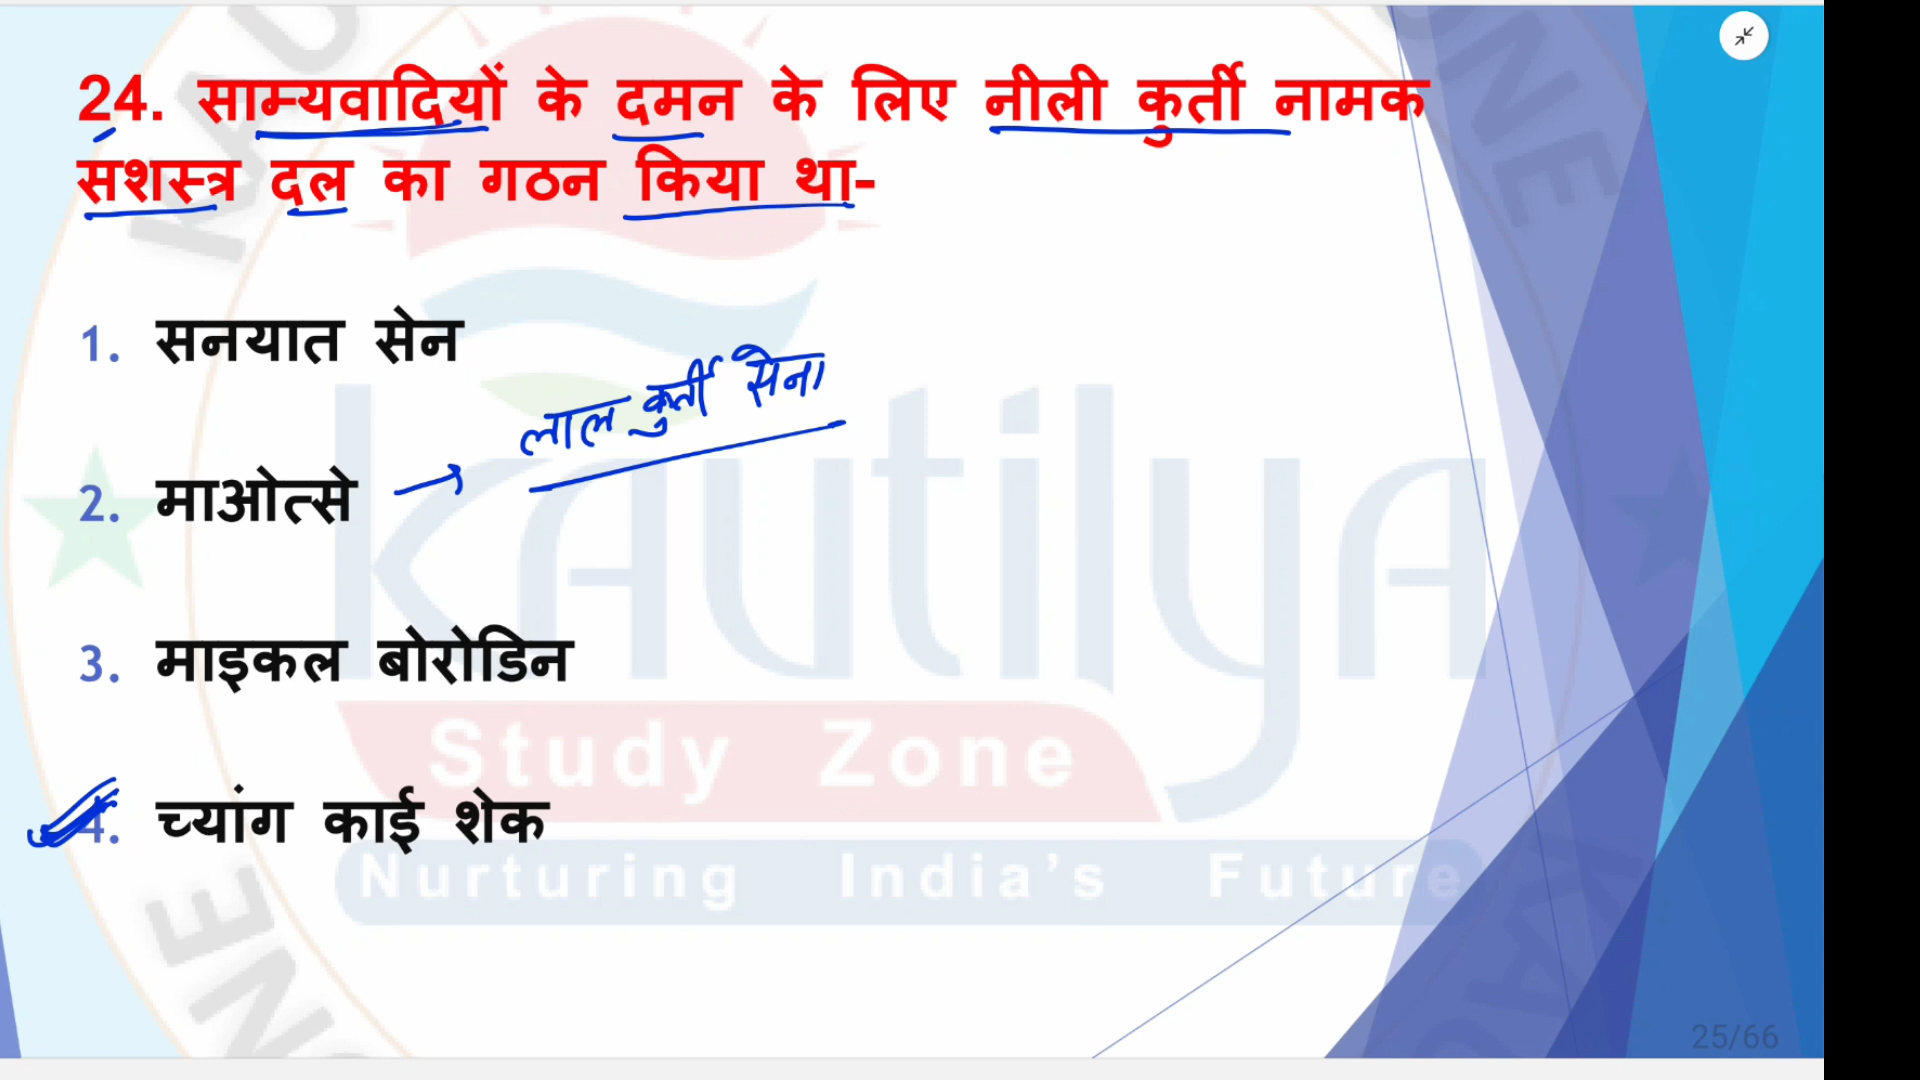 24. साम्यवादियों के दमन के लिए नीली कुर्ती नामक
सशस्त्र दल का गठन किया था-
1. सनयात सेन
लाल कुर्ती सेना
2. माओत्से →
3. माइकल बोरोडिन
4. च्यांग काई शेक
kAutilyA
Study Zone
Nurturing India's Future
25/66